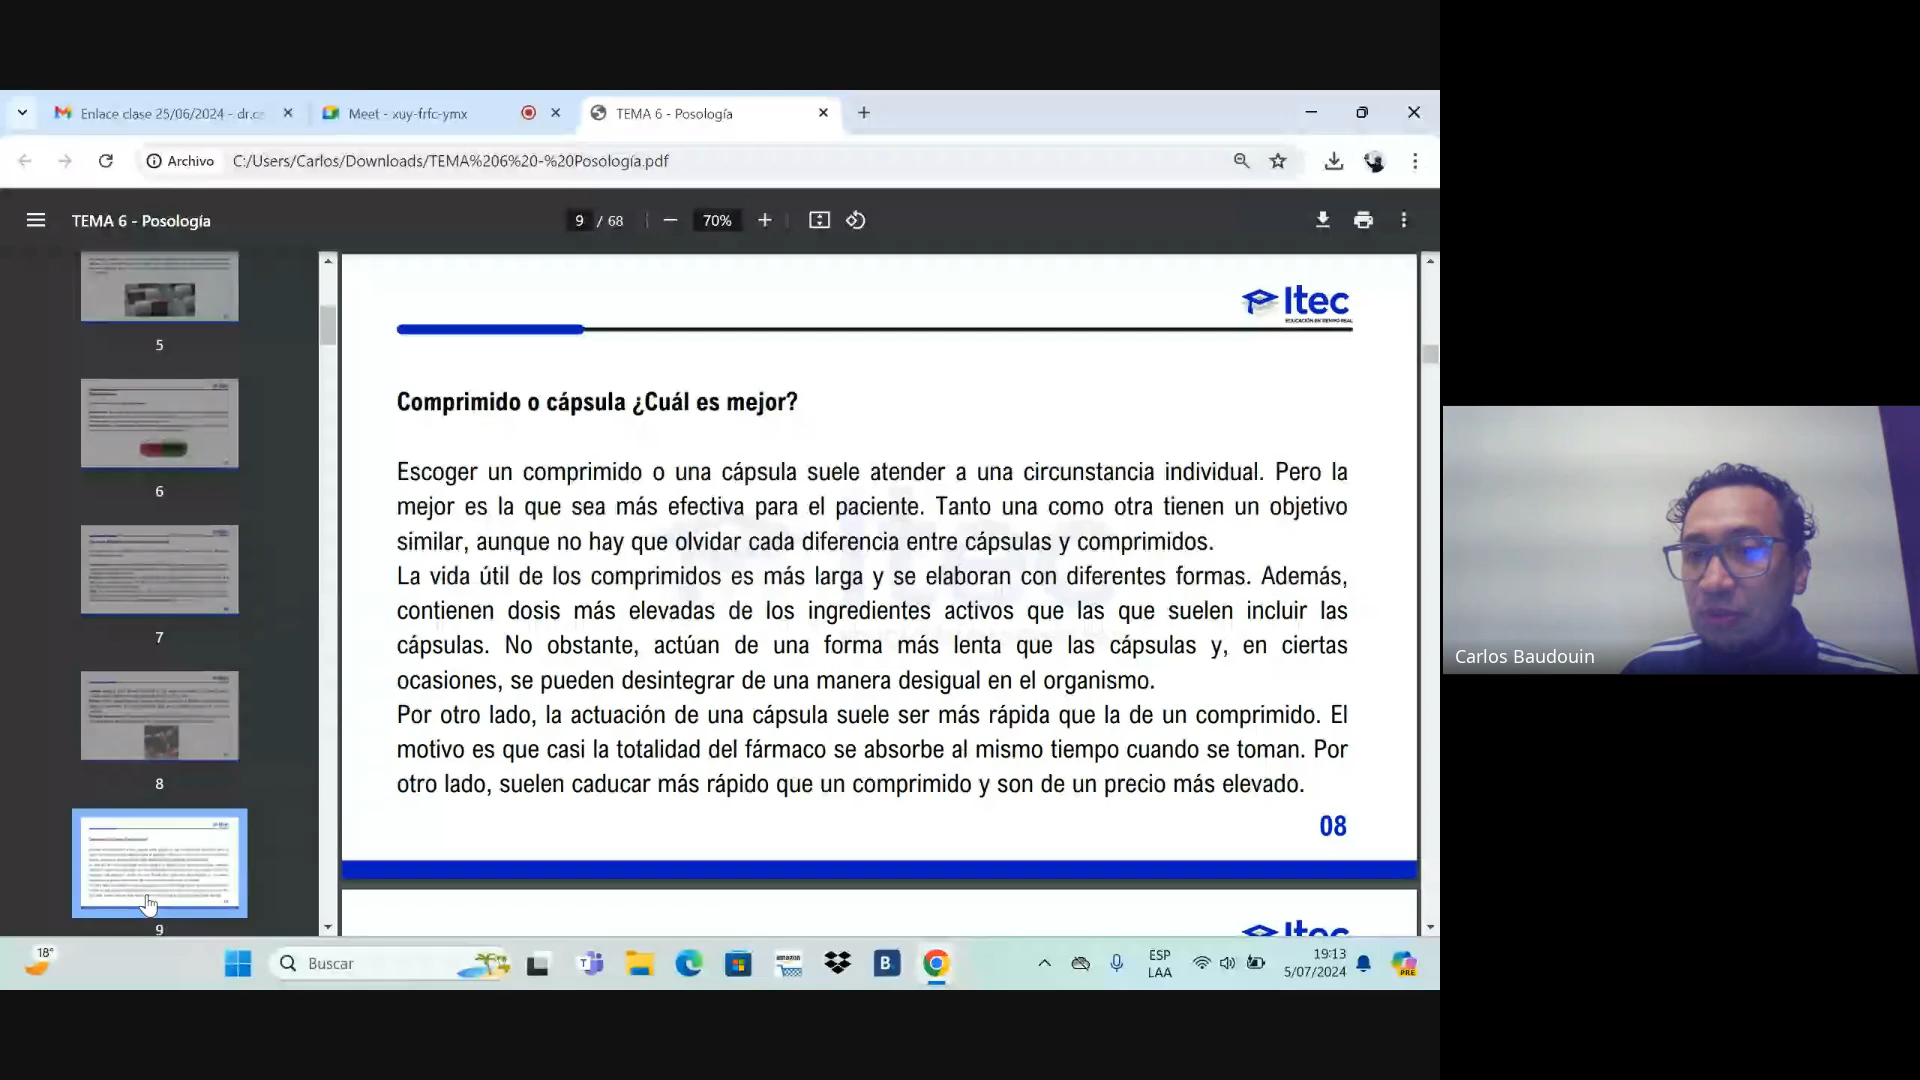 Enlace clase 25/06/2024 - dr.c
Meet - xuy-frfc-ymx
TEMA 6 - Posología
Archivo
C:/Users/Carlos/Downloads/TEMA%206%20-%20Posología.pdf
TEMA 6 - Posología
9 / 68
70%
5
6
7
8
9
Itec
EDUCACIÓN EN TIEMPO REAL
Comprimido o cápsula ¿Cuál es mejor?
Escoger un comprimido o una cápsula suele atender a una circunstancia individual. Pero la
mejor es la que sea más efectiva para el paciente. Tanto una como otra tienen un objetivo
similar, aunque no hay que olvidar cada diferencia entre cápsulas y comprimidos.
La vida útil de los comprimidos es más larga y se elaboran con diferentes formas. Además,
contienen dosis más elevadas de los ingredientes activos que las que suelen incluir las
cápsulas. No obstante, actúan de una forma más lenta que las cápsulas y, en ciertas
ocasiones, se pueden desintegrar de una manera desigual en el organismo.
Por otro lado, la actuación de una cápsula suele ser más rápida que la de un comprimido. El
motivo es que casi la totalidad del fármaco se absorbe al mismo tiempo cuando se toman. Por
otro lado, suelen caducar más rápido que un comprimido y son de un precio más elevado.
08
Itec
Carlos Baudouin
18°
Buscar
amazon
B.
ESP
LAA
19:13
5/07/2024
PRE